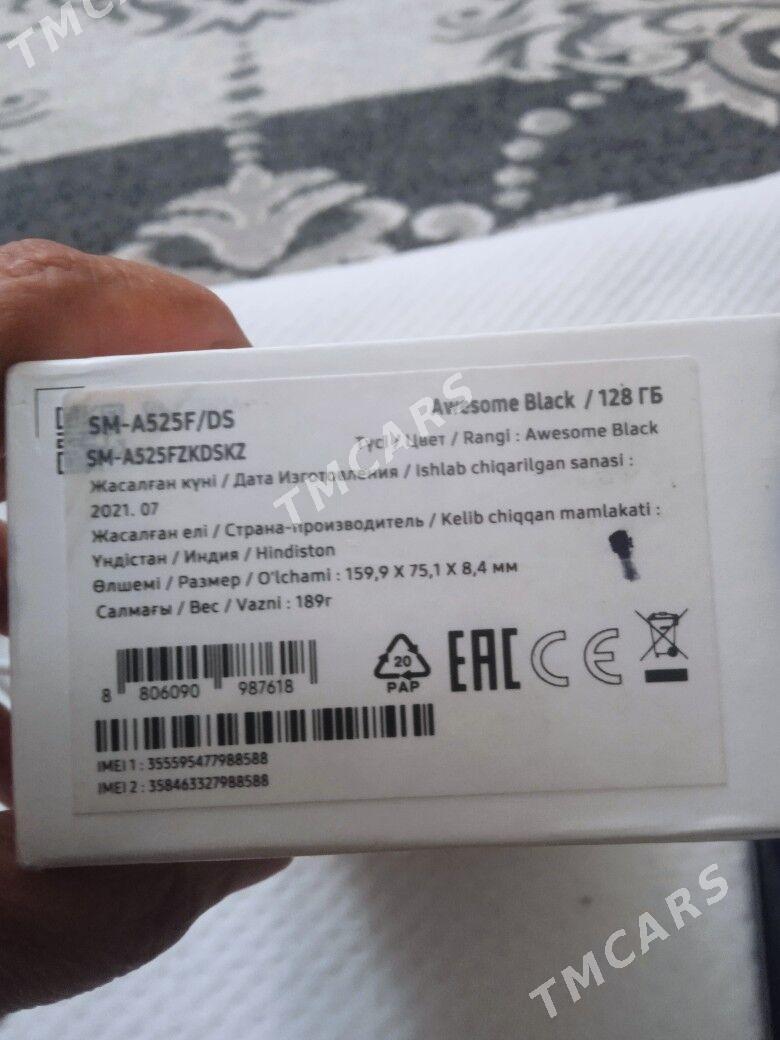 TMCARS
SM-A525F/DS
Awesome Black / 128 ГБ
SM-A525FZKDSKZ
Түсі / Цвет / Rangi : Awesome Black
Жасалған күні / Дата Изготовления / Ishlab chiqarilgan sanasi :
2021. 07
Жасалған елі / Страна-производитель / Kelib chiqqan mamlakati :
Үндістан / Индия / Hindiston
Өлшемі / Размер / O'lchami : 159,9 X 75,1 X 8,4 мм
Салмағы / Вес / Vazni : 189г
TMCARS
8 806090 987618
20
PAP
EAC CE
IMEI 1 : 355595477988588
IMEI 2 : 358463327988588
TMCARS